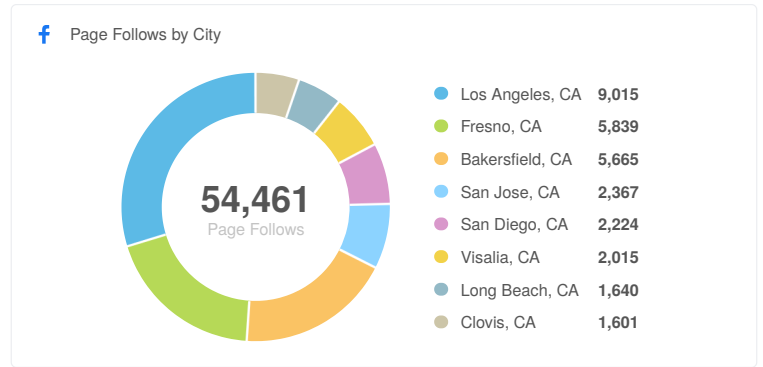 Page Follows by City
54,461
Page Follows
Los Angeles, CA 9,015
Fresno, CA 5,839
Bakersfield, CA 5,665
San Jose, CA 2,367
San Diego, CA 2,224
Visalia, CA 2,015
Long Beach, CA 1,640
Clovis, CA 1,601